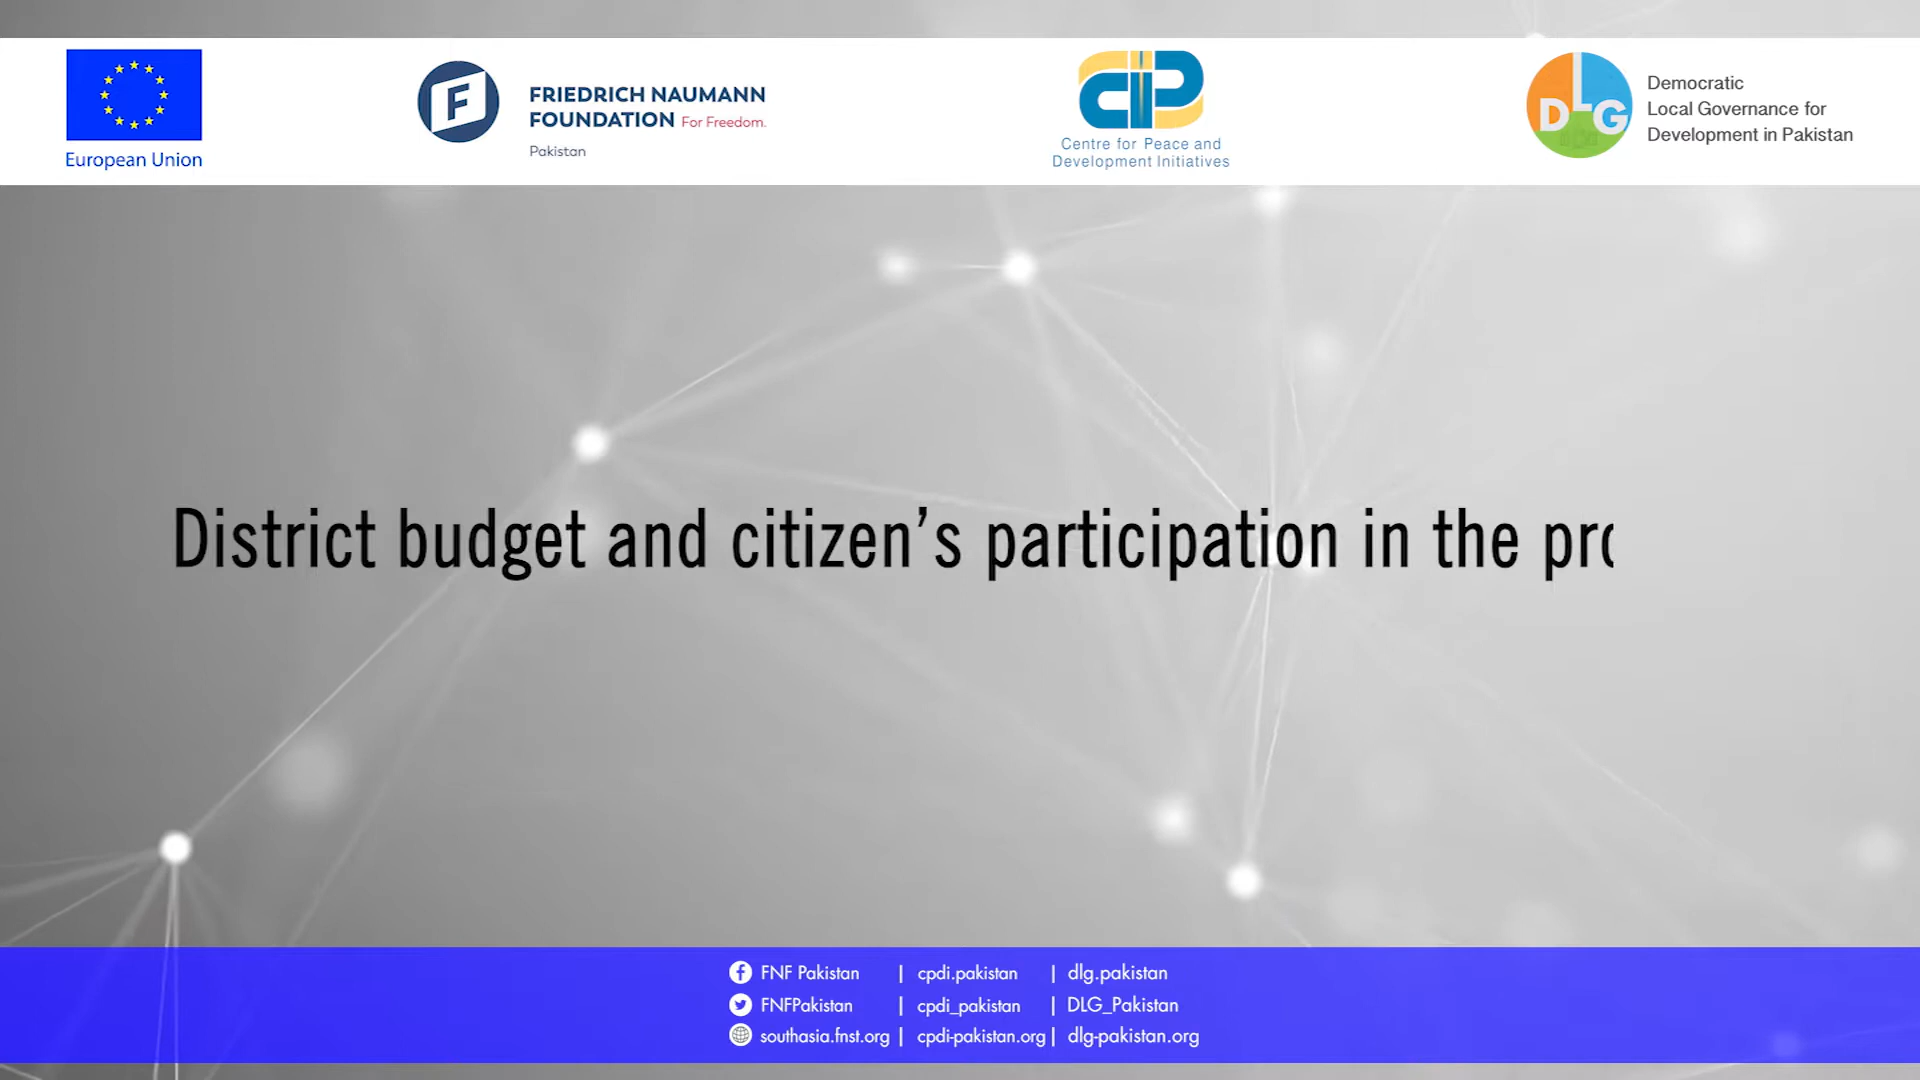 European Union
FRIEDRICH NAUMANN
FOUNDATION For Freedom.
Pakistan
Centre for Peace and
Development Initiatives
DLG
Democratic
Local Governance for
Development in Pakistan
District budget and citizen’s participation in the pro
FNF Pakistan | cpdi.pakistan | dlg.pakistan
FNFPakistan | cpdi_pakistan | DLG_Pakistan
southasia.fnst.org | cpdi-pakistan.org | dlg-pakistan.org